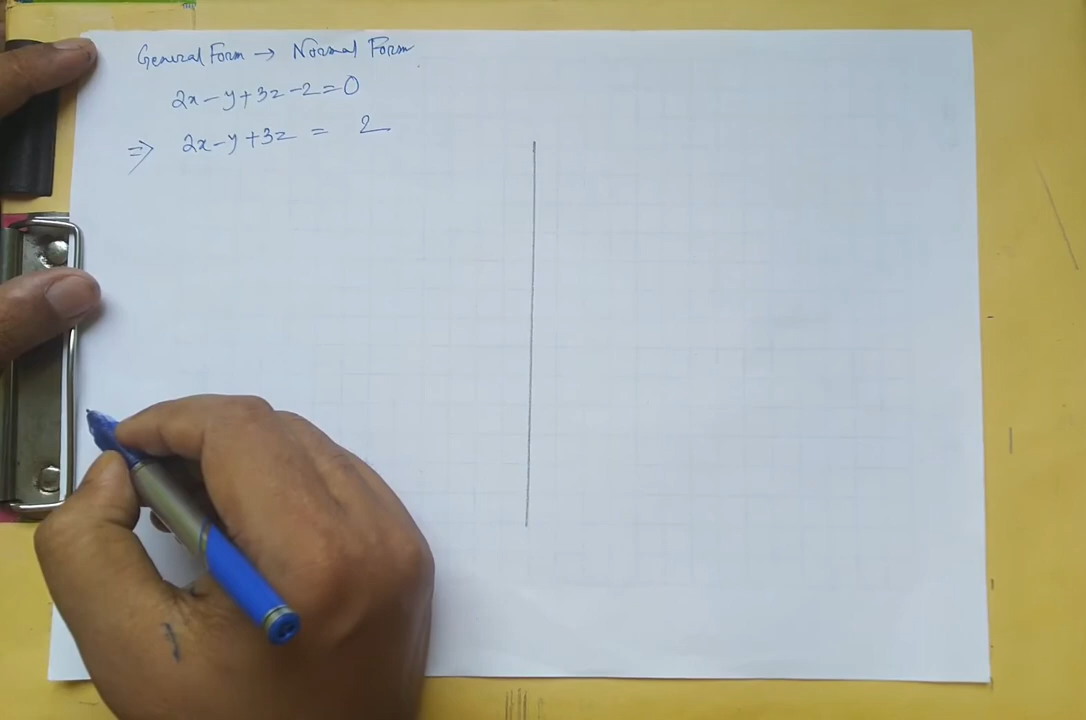 General Form → Normal Form
2x-y+3z-2=0
⇒ 2x-y+3z = 2